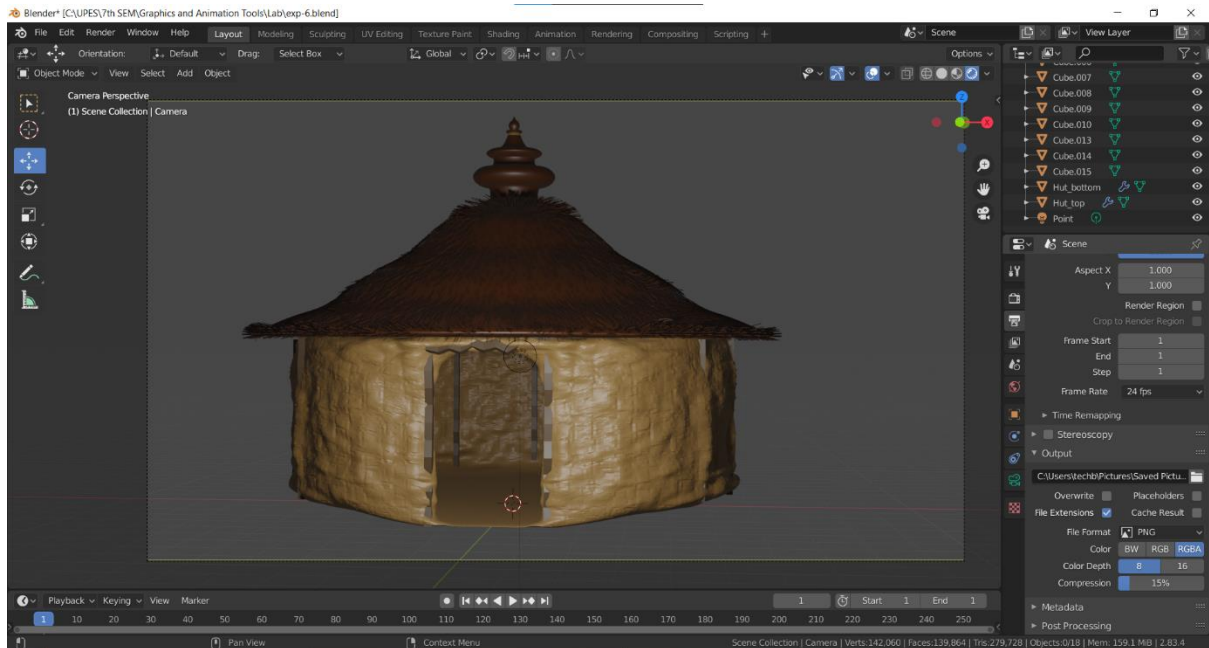 Blender* [C:\UPES\7th SEM\Graphics and Animation Tools\Lab\exp-6.blend]
File Edit Render Window Help Layout Modeling Sculpting UV Editing Texture Paint Shading Animation Rendering Compositing Scripting + Scene View Layer
Orientation: Default Drag: Select Box Global Options
Object Mode View Select Add Object
Camera Perspective
(1) Scene Collection | Camera
Z
X
Cube.007
Cube.008
Cube.009
Cube.010
Cube.013
Cube.014
Cube.015
Hut_bottom
Hut_top
Point
Scene
Aspect X 1.000
Y 1.000
Render Region
Crop to Render Region
Frame Start 1
End 1
Step 1
Frame Rate 24 fps
Time Remapping
Stereoscopy
Output
C:\Users\techb\Pictures\Saved Pictu...
Overwrite Placeholders
File Extensions Cache Result
File Format PNG
Color BW RGB RGBA
Color Depth 8 16
Compression 15%
Metadata
Post Processing
Playback Keying View Marker 1 Start 1 End 1
1 10 20 30 40 50 60 70 80 90 100 110 120 130 140 150 160 170 180 190 200 210 220 230 240 250
Pan View Context Menu Scene Collection | Camera | Verts:142,060 | Faces:139,864 | Tris:279,728 | Objects:0/18 | Mem: 159.1 MiB | 2.83.4